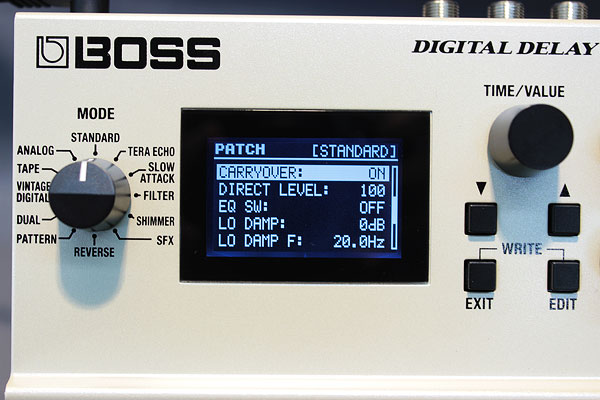 BOSS
DIGITAL DELAY
MODE
STANDARD
ANALOG
TERA ECHO
TAPE
SLOW
ATTACK
VINTAGE
DIGITAL
FILTER
DUAL
SHIMMER
PATTERN
SFX
REVERSE
PATCH [STANDARD]
CARRYOVER: ON
DIRECT LEVEL: 100
EQ SW: OFF
LO DAMP: 0dB
LO DAMP F: 20.0Hz
TIME/VALUE
▼ ▲
WRITE
EXIT EDIT